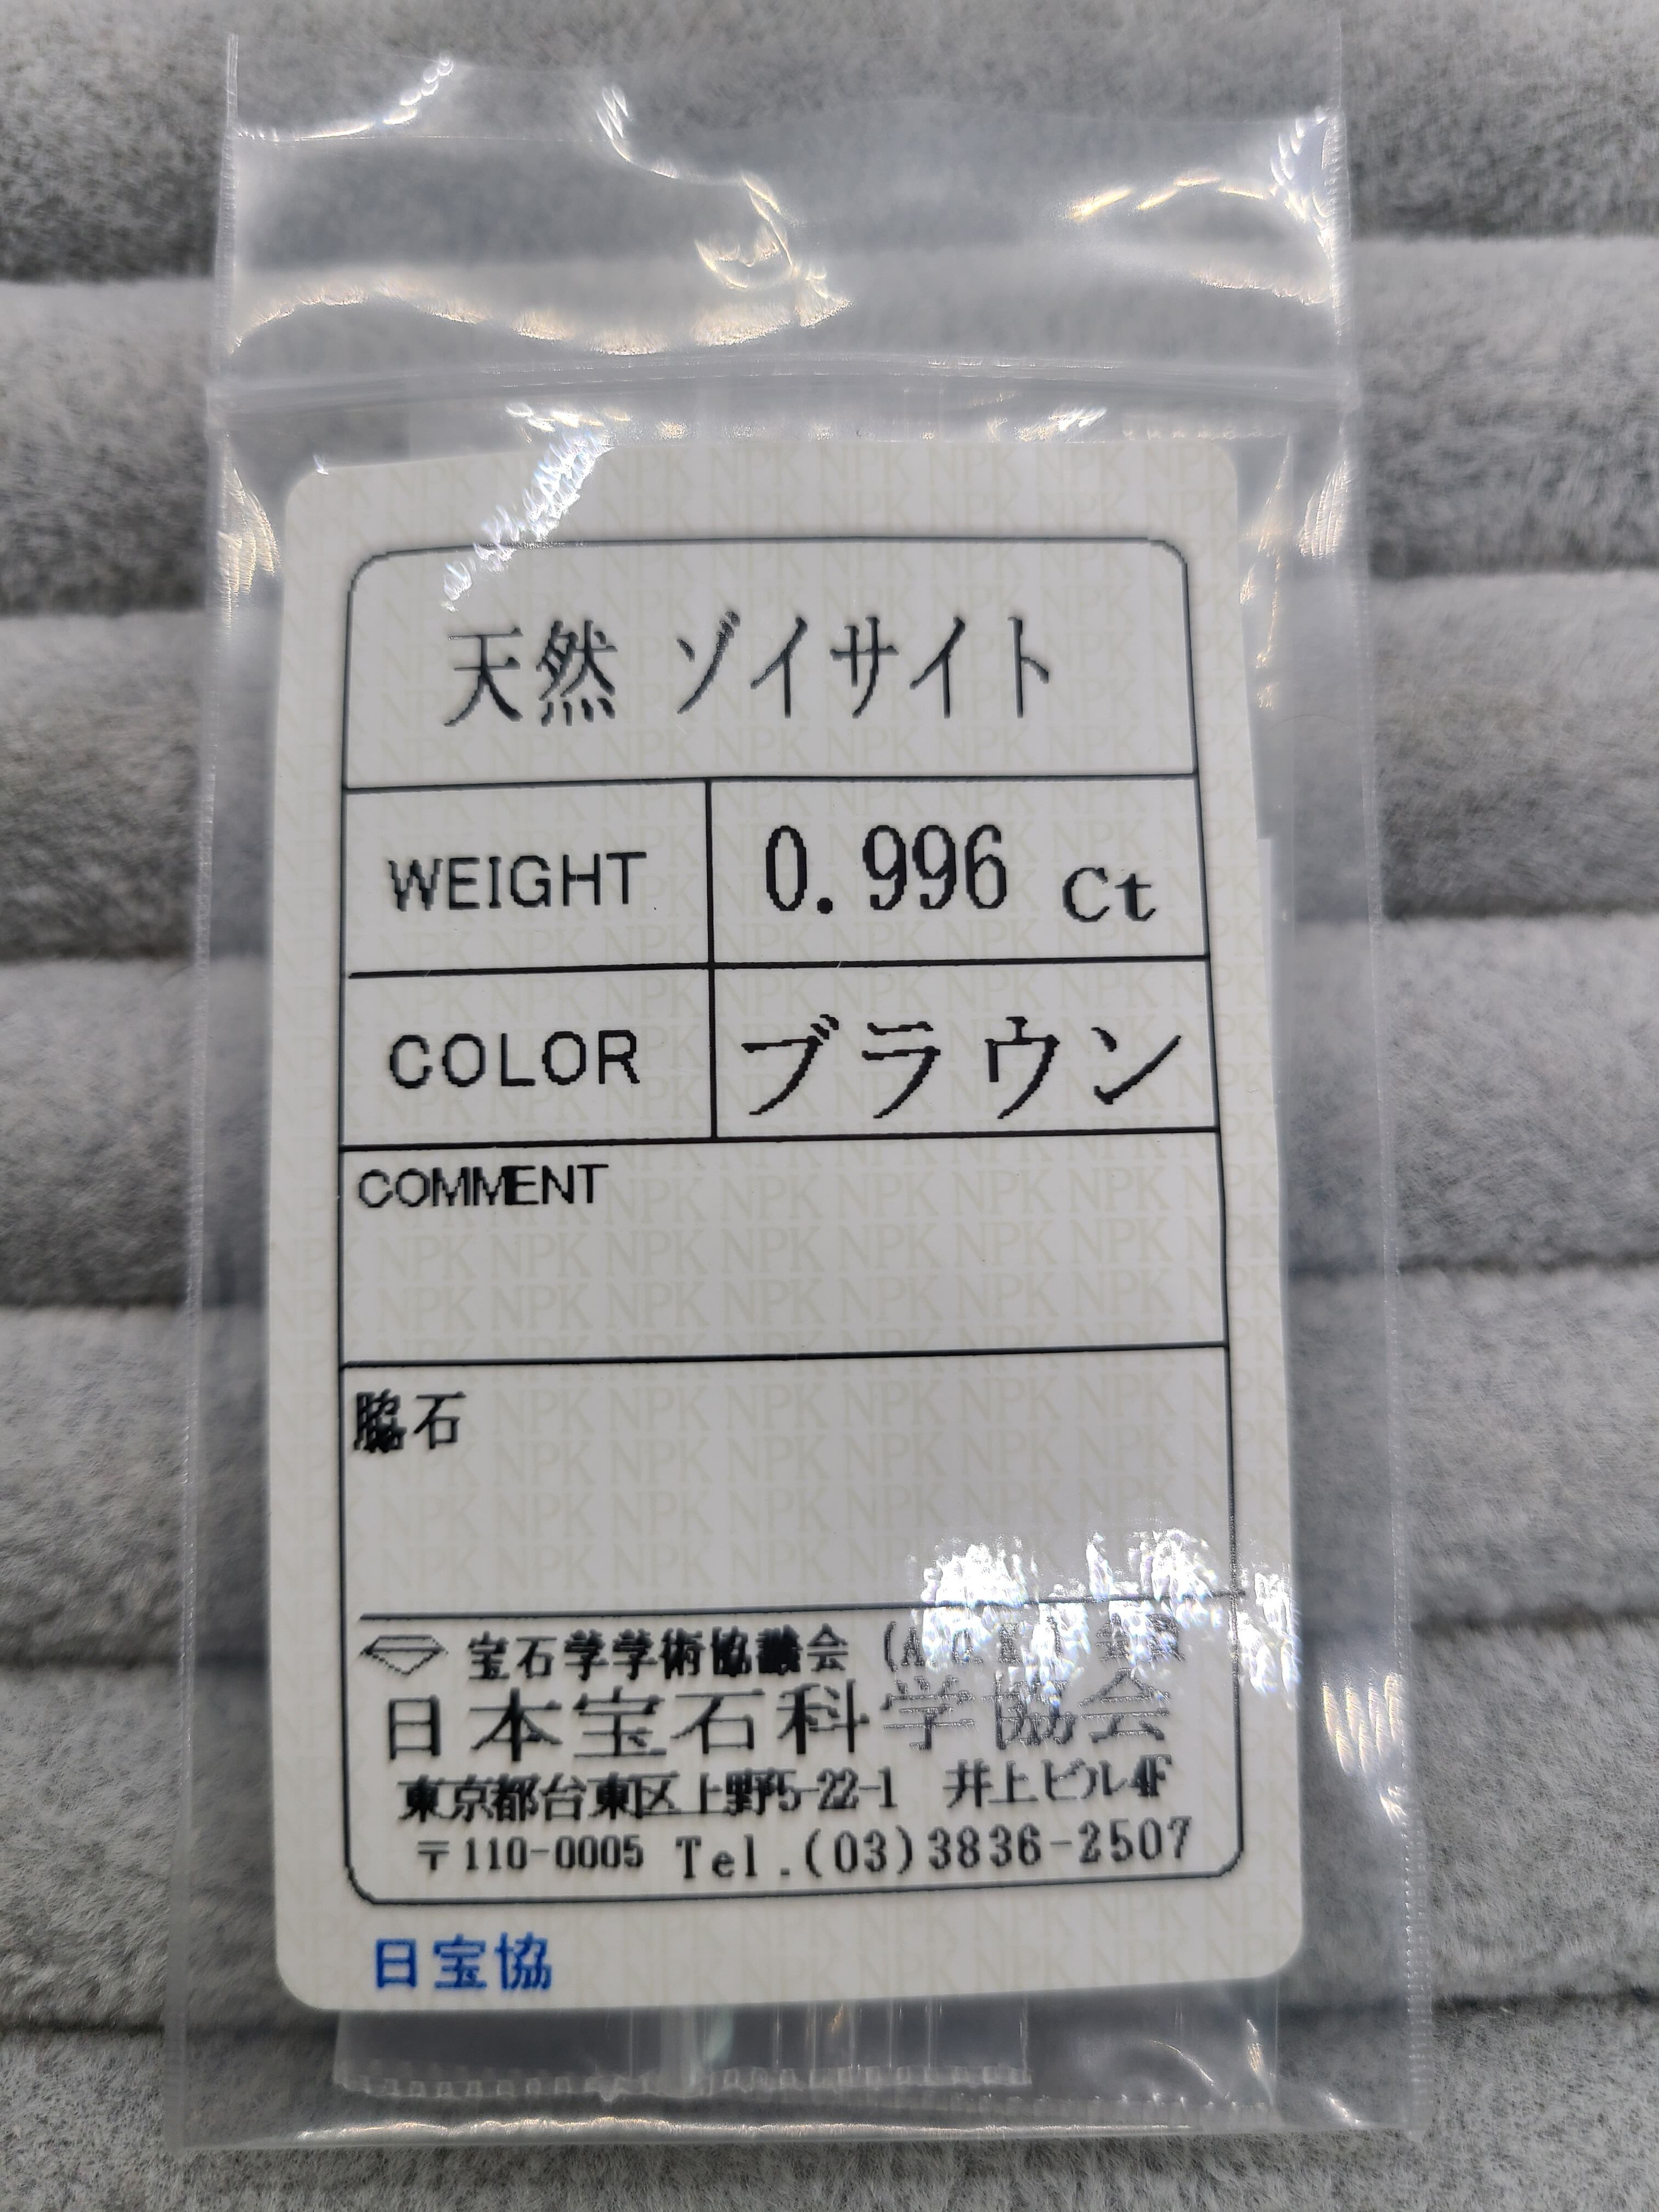 天然 ゾイサイト
WEIGHT 0.996 Ct
COLOR ブラウン
COMMENT
脇石
宝石学学術協議会
日本宝石科学協会
東京都台東区上野5-22-1 井上ビル4F
〒110-0005 Tel.(03)3836-2507
日宝協